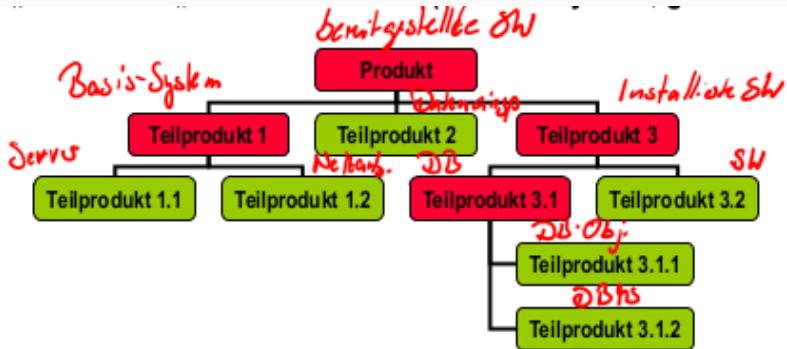 bereitgestellte SW
Produkt
Basis-System
Installierte SW
Teilprodukt 1
Teilprodukt 2
Teilprodukt 3
Server
DB
SW
Teilprodukt 1.1
Teilprodukt 1.2
Teilprodukt 3.1
Teilprodukt 3.2
DB-Obj.
Teilprodukt 3.1.1
DBMS
Teilprodukt 3.1.2